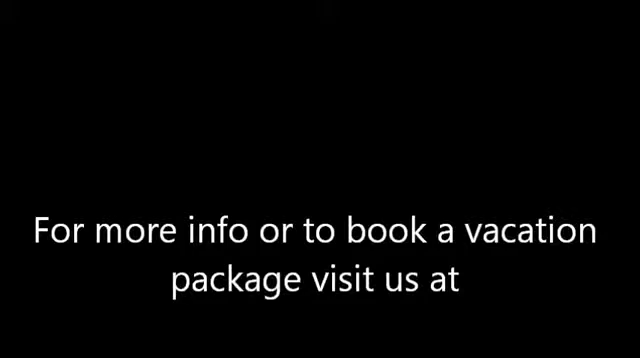 For more info or to book a vacation
package visit us at